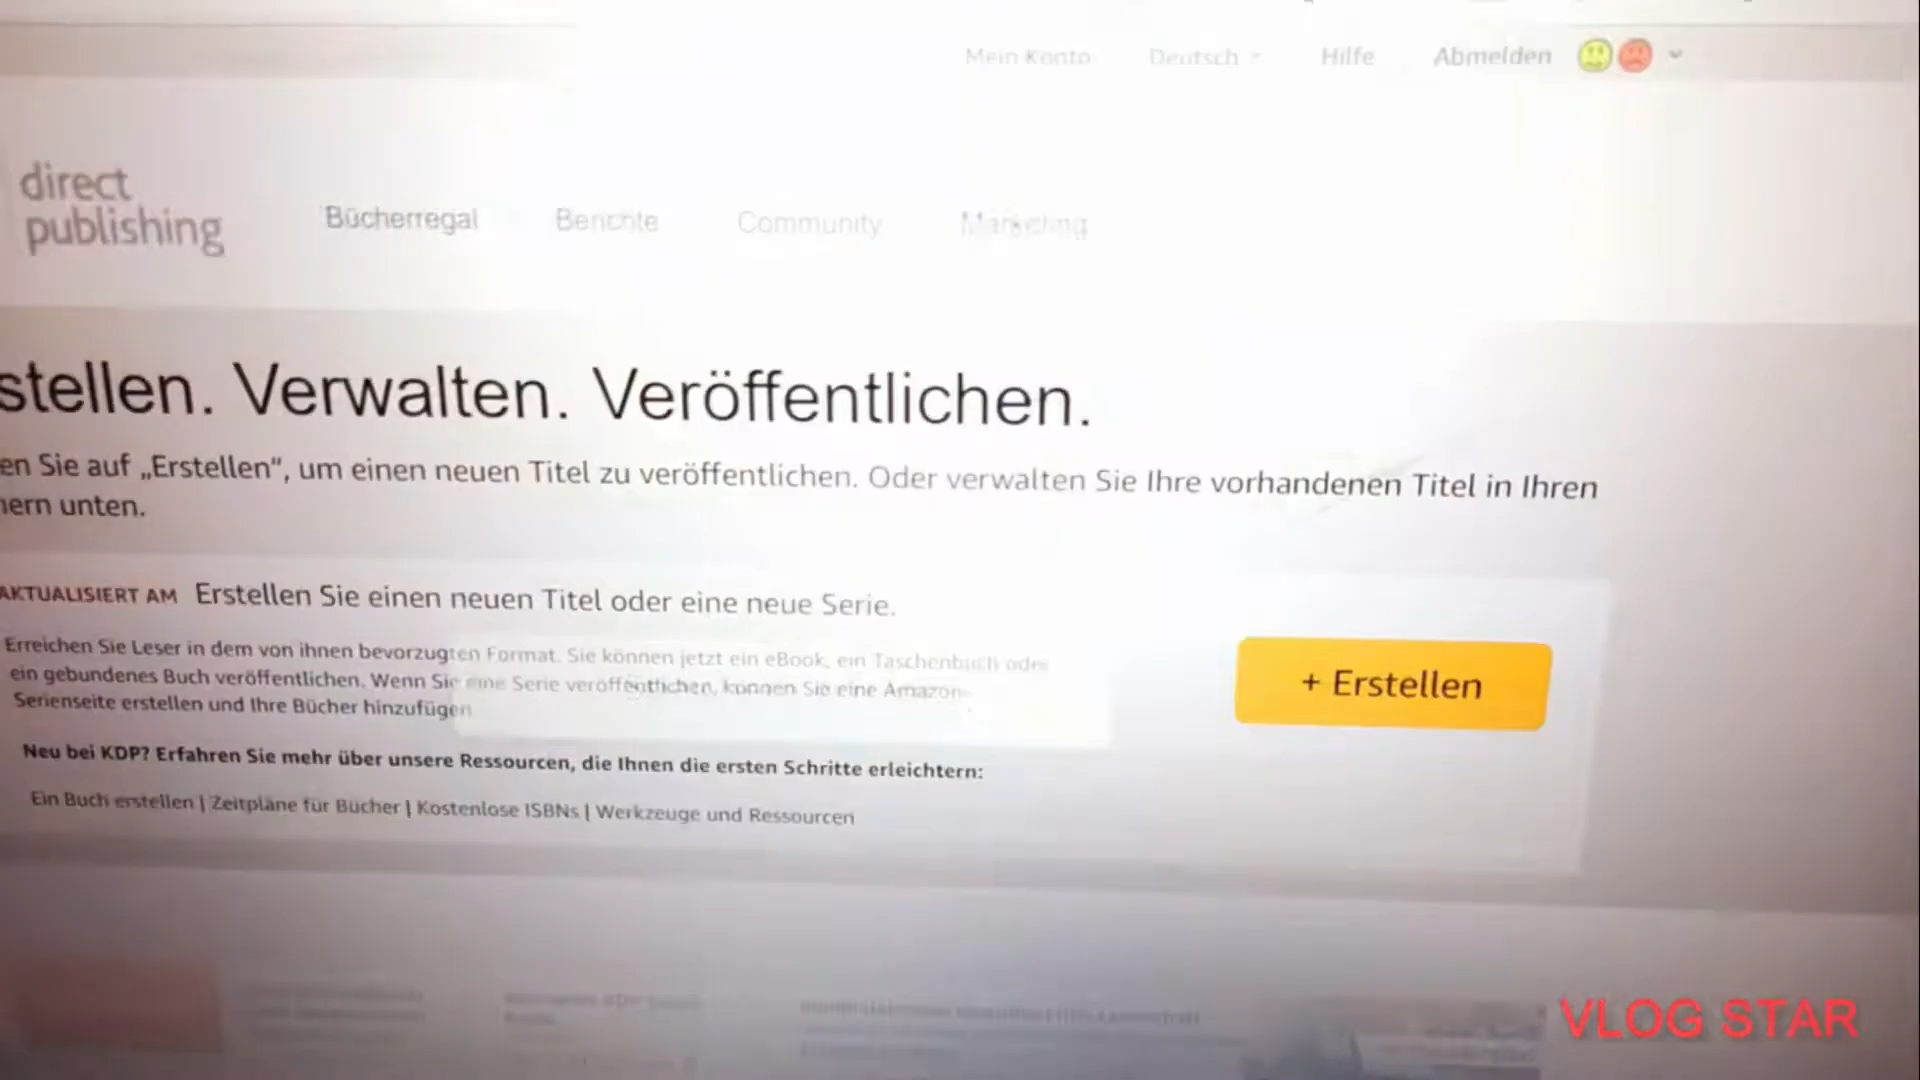 Mein Konto Deutsch Hilfe Abmelden
direct
publishing
Bücherregal Berichte Community Marketing
stellen. Verwalten. Veröffentlichen.
en Sie auf „Erstellen“, um einen neuen Titel zu veröffentlichen. Oder verwalten Sie Ihre vorhandenen Titel in Ihren
ern unten.
AKTUALISIERT AM Erstellen Sie einen neuen Titel oder eine neue Serie.
Erreichen Sie Leser in dem von ihnen bevorzugten Format. Sie können jetzt ein eBook, ein Taschenbuch oder
ein gebundenes Buch veröffentlichen. Wenn Sie eine Serie veröffentlichen, können Sie eine Amazon-
Serienseite erstellen und Ihre Bücher hinzufügen
+ Erstellen
Neu bei KDP? Erfahren Sie mehr über unsere Ressourcen, die Ihnen die ersten Schritte erleichtern:
Ein Buch erstellen | Zeitpläne für Bücher | Kostenlose ISBNs | Werkzeuge und Ressourcen
VLOG STAR